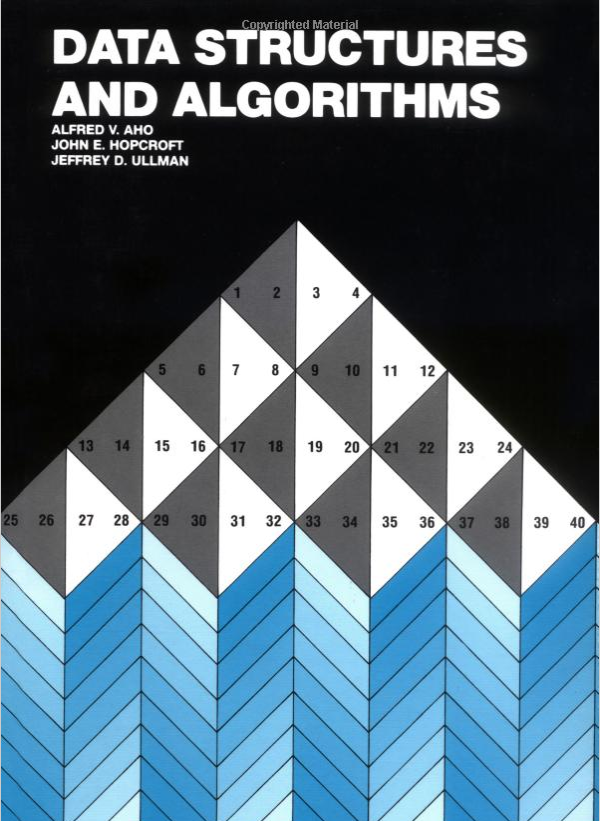 Copyrighted Material
DATA STRUCTURES
AND ALGORITHMS
ALFRED V. AHO
JOHN E. HOPCROFT
JEFFREY D. ULLMAN
1 2 3 4
5 6 7 8 9 10 11 12
13 14 15 16 17 18 19 20 21 22 23 24
25 26 27 28 29 30 31 32 33 34 35 36 37 38 39 40